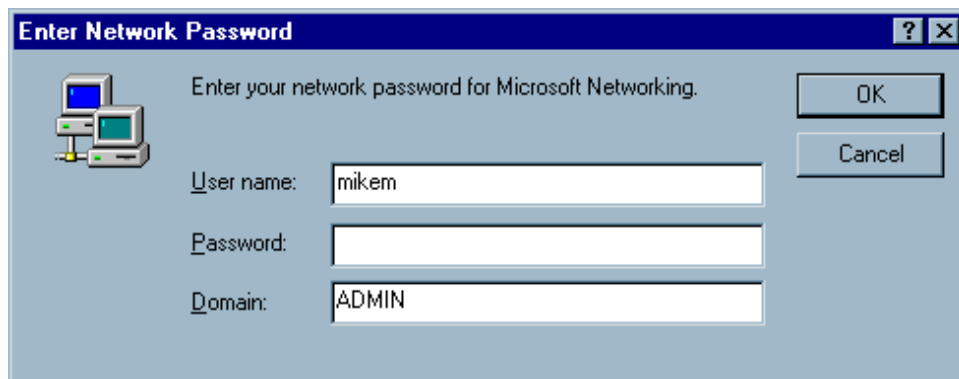 Enter Network Password
?
Enter your network password for Microsoft Networking.
OK
Cancel
User name: mikem
Password:
Domain: ADMIN